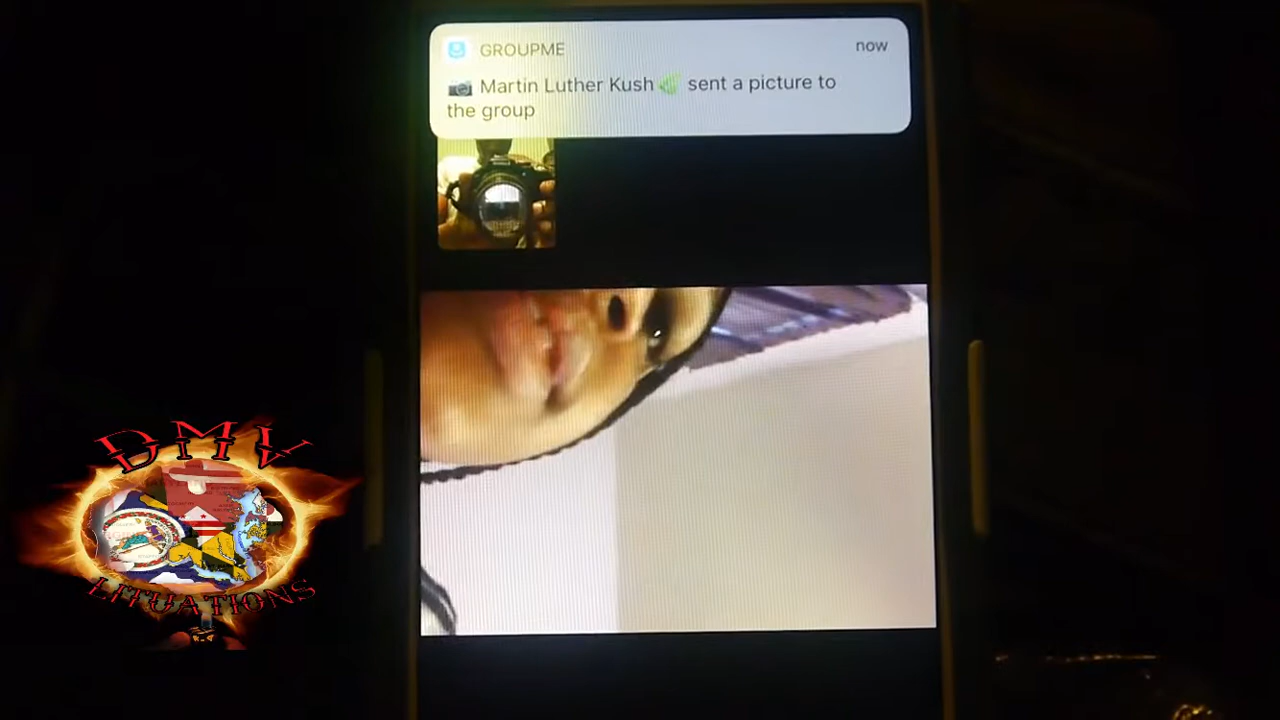 GROUPME
now
Martin Luther Kush sent a picture to
the group
DMV
LITUATIONS